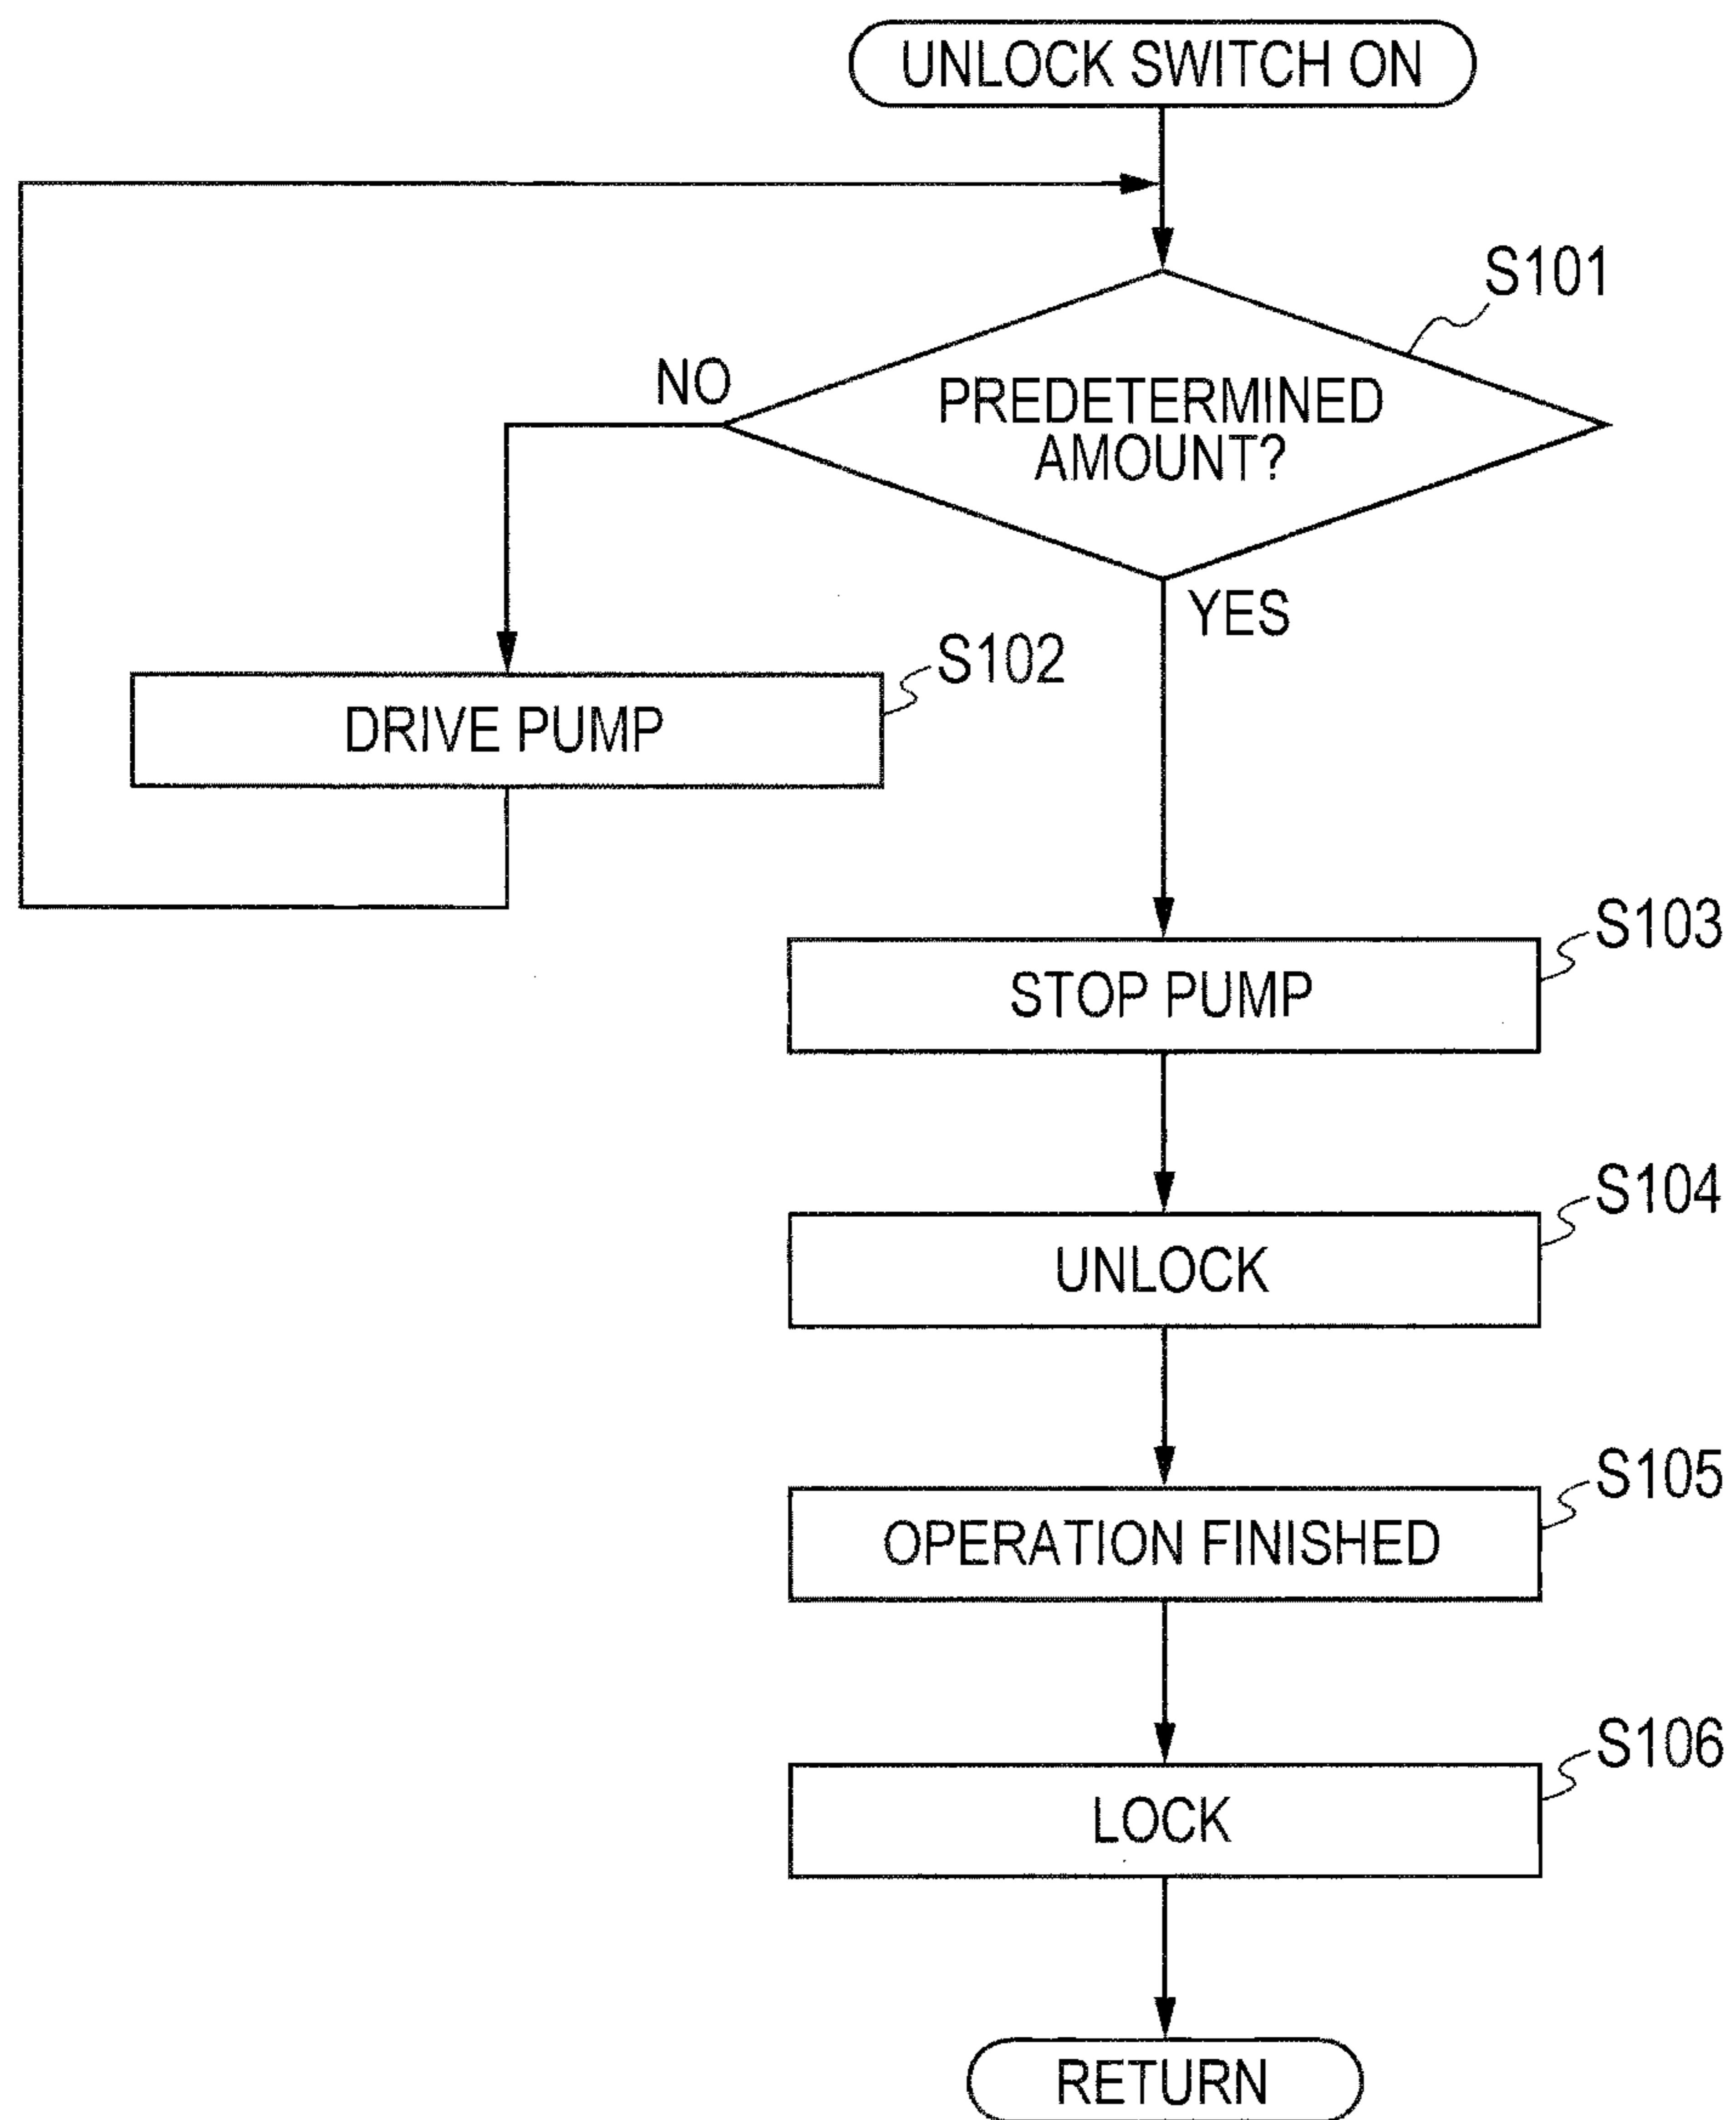 UNLOCK SWITCH ON
S101
NO
PREDETERMINED
AMOUNT?
YES
S102
DRIVE PUMP
S103
STOP PUMP
S104
UNLOCK
S105
OPERATION FINISHED
S106
LOCK
RETURN